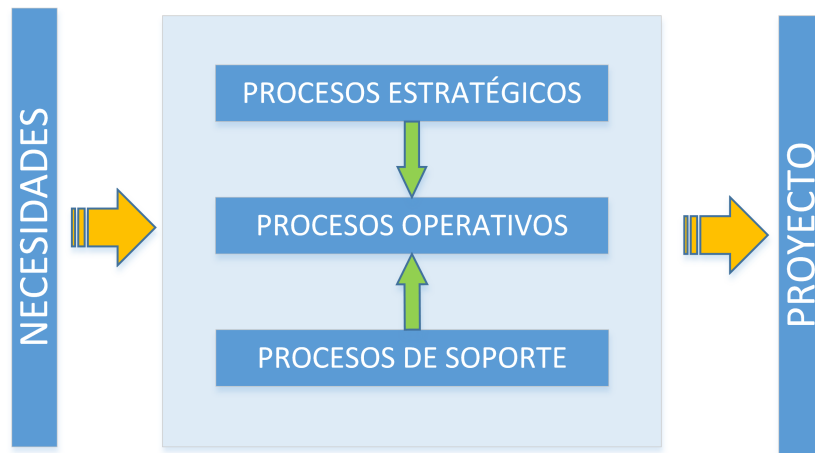 NECESIDADES
PROCESOS ESTRATÉGICOS
PROCESOS OPERATIVOS
PROCESOS DE SOPORTE
PROYECTO